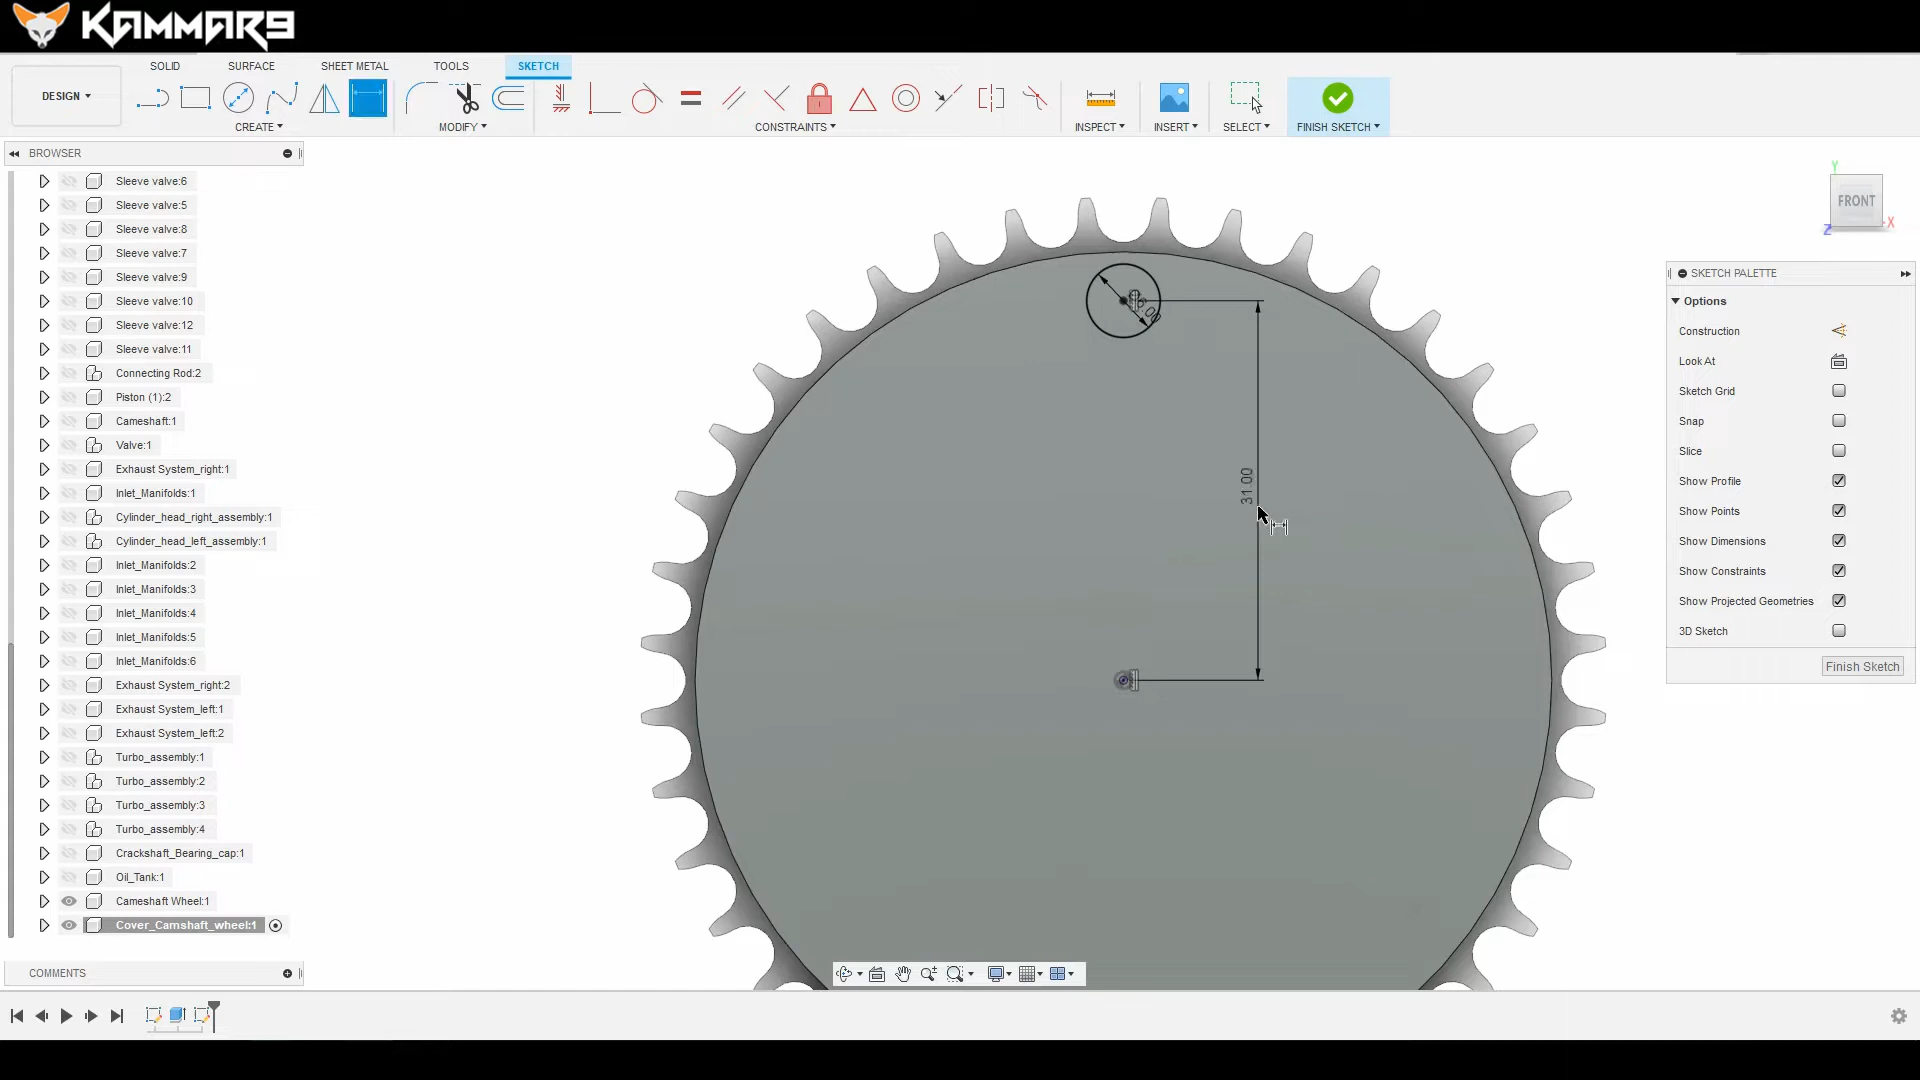 KAMMAR9
SOLID
SURFACE
SHEET METAL
TOOLS
SKETCH
DESIGN
CREATE
MODIFY
CONSTRAINTS
INSPECT
INSERT
SELECT
FINISH SKETCH
BROWSER
Sleeve valve:6
Sleeve valve:5
Sleeve valve:8
Sleeve valve:7
Sleeve valve:9
Sleeve valve:10
Sleeve valve:12
Sleeve valve:11
Connecting Rod:2
Piston (1):2
Cameshaft:1
Valve:1
Exhaust System_right:1
Inlet_Manifolds:1
Cylinder_head_right_assembly:1
Cylinder_head_left_assembly:1
Inlet_Manifolds:2
Inlet_Manifolds:3
Inlet_Manifolds:4
Inlet_Manifolds:5
Inlet_Manifolds:6
Exhaust System_right:2
Exhaust System_left:1
Exhaust System_left:2
Turbo_assembly:1
Turbo_assembly:2
Turbo_assembly:3
Turbo_assembly:4
Crackshaft_Bearing_cap:1
Oil_Tank:1
Cameshaft Wheel:1
Cover_Camshaft_wheel:1
COMMENTS
31.00
Y
FRONT
X
Z
SKETCH PALETTE
Options
Construction
Look At
Sketch Grid
Snap
Slice
Show Profile
Show Points
Show Dimensions
Show Constraints
Show Projected Geometries
3D Sketch
Finish Sketch